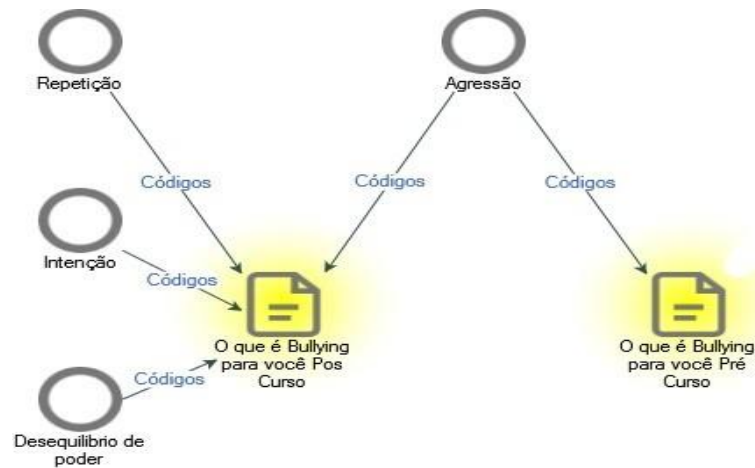 Repetição
Agressão
Códigos
Códigos
Códigos
Intenção
Códigos
O que é Bullying
para você Pos
Curso
O que é Bullying
para você Pré
Curso
Códigos
Desequilibrio de
poder